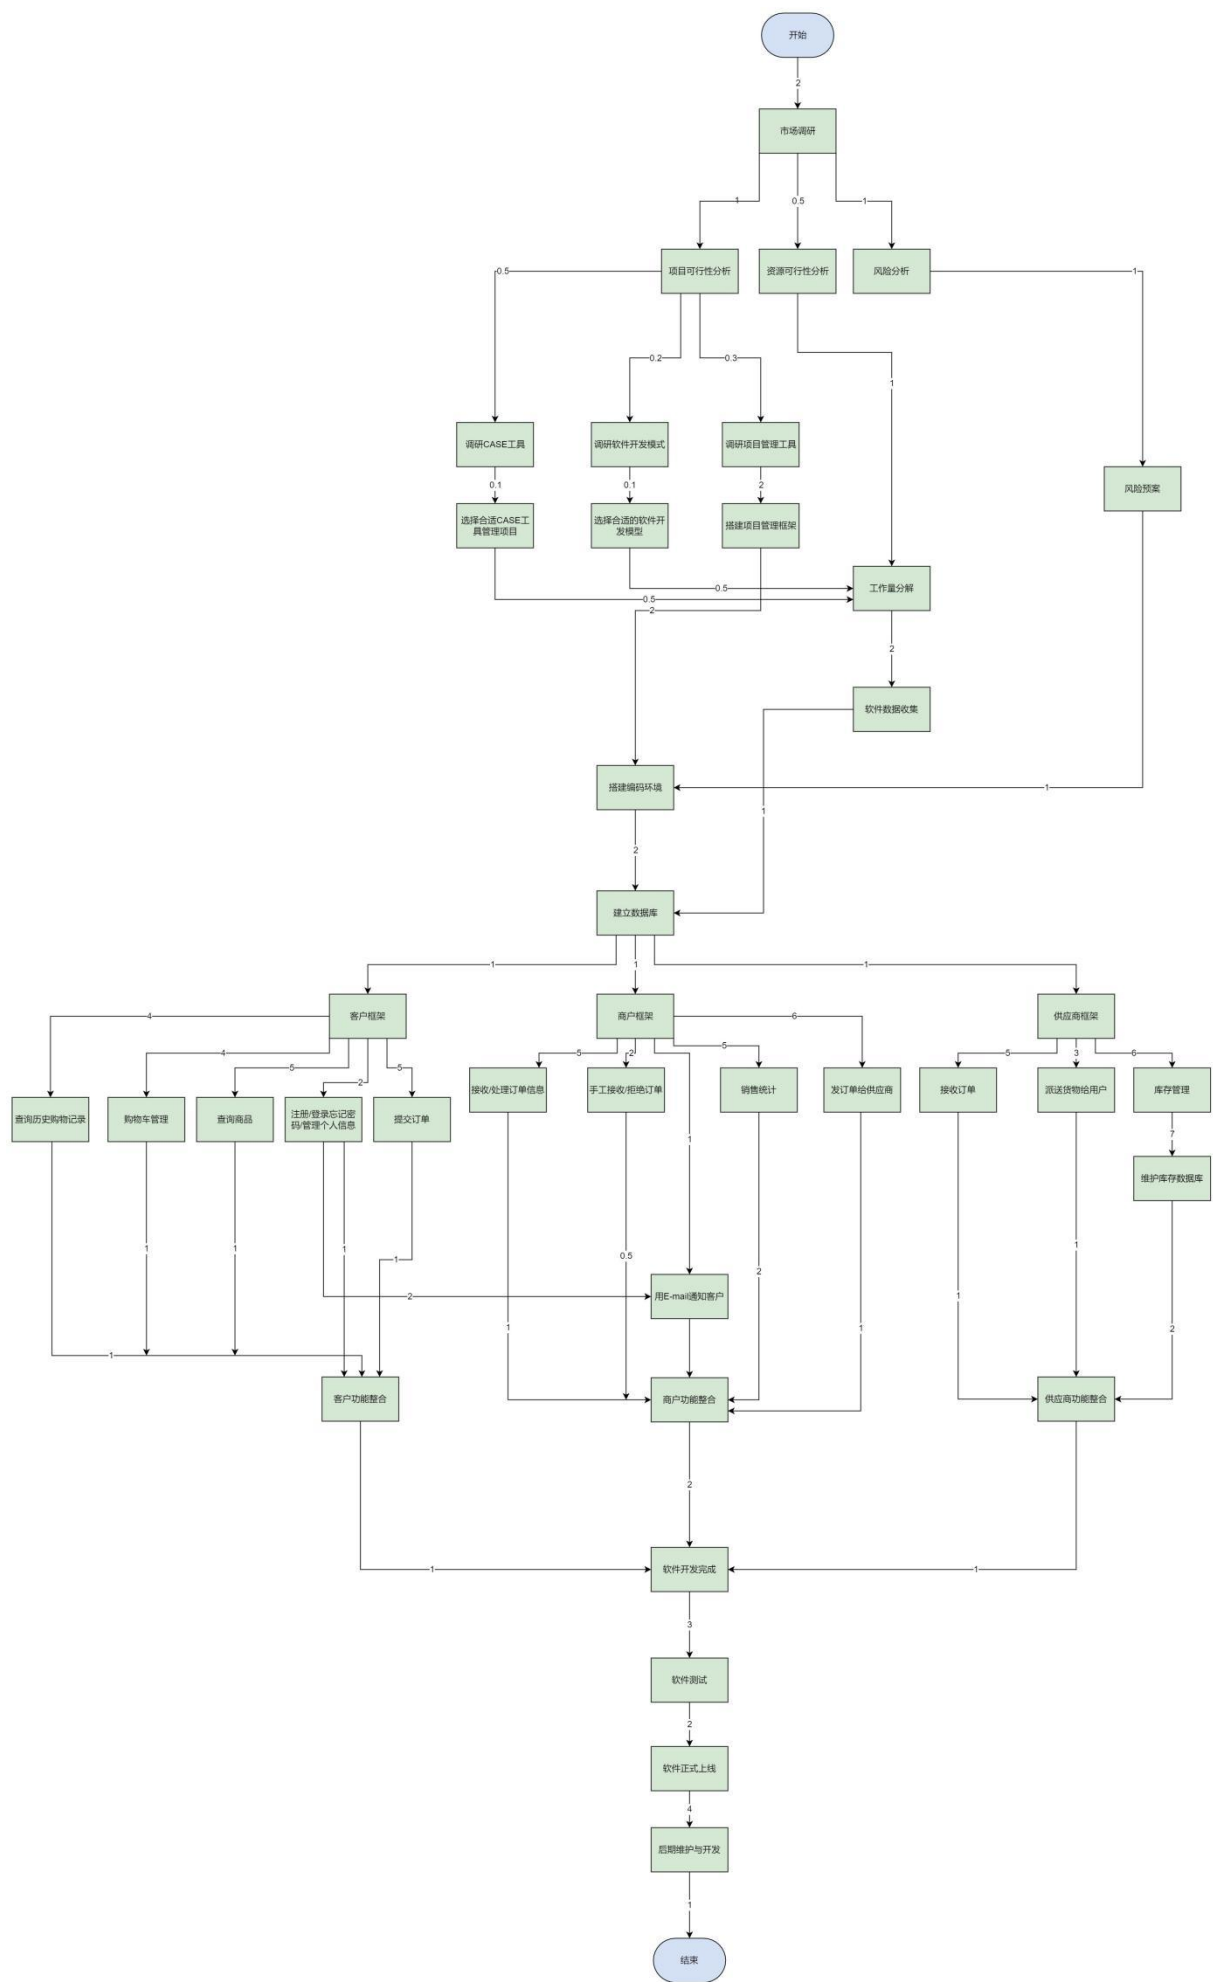 开始
2
市场调研
1
0.5
1
项目可行性分析
资源可行性分析
风险分析
0.5
1
0.2
0.3
1
调研CASE工具
调研软件开发模式
调研项目管理工具
0.1
0.1
2
风险预案
选择合适CASE工
具管理项目
选择合适的软件开
发模型
搭建项目管理框架
0.5
工作量分解
0.5
2
2
软件数据收集
搭建编码环境
1
1
2
建立数据库
1
1
1
客户框架
商户框架
供应商框架
4
6
4
5
2
5
5
2
5
5
3
6
查询历史购物记录
购物车管理
查询商品
注册/登录忘记密
码/管理个人信息
提交订单
接收/处理订单信息
手工接收/拒绝订单
销售统计
发订单给供应商
接收订单
派送货物给用户
库存管理
7
1
维护库存数据库
1
1
1
1
0.5
2
1
用E-mail通知客户
2
1
1
1
2
1
客户功能整合
商户功能整合
供应商功能整合
2
1
软件开发完成
1
3
软件测试
2
软件正式上线
4
后期维护与开发
1
结束